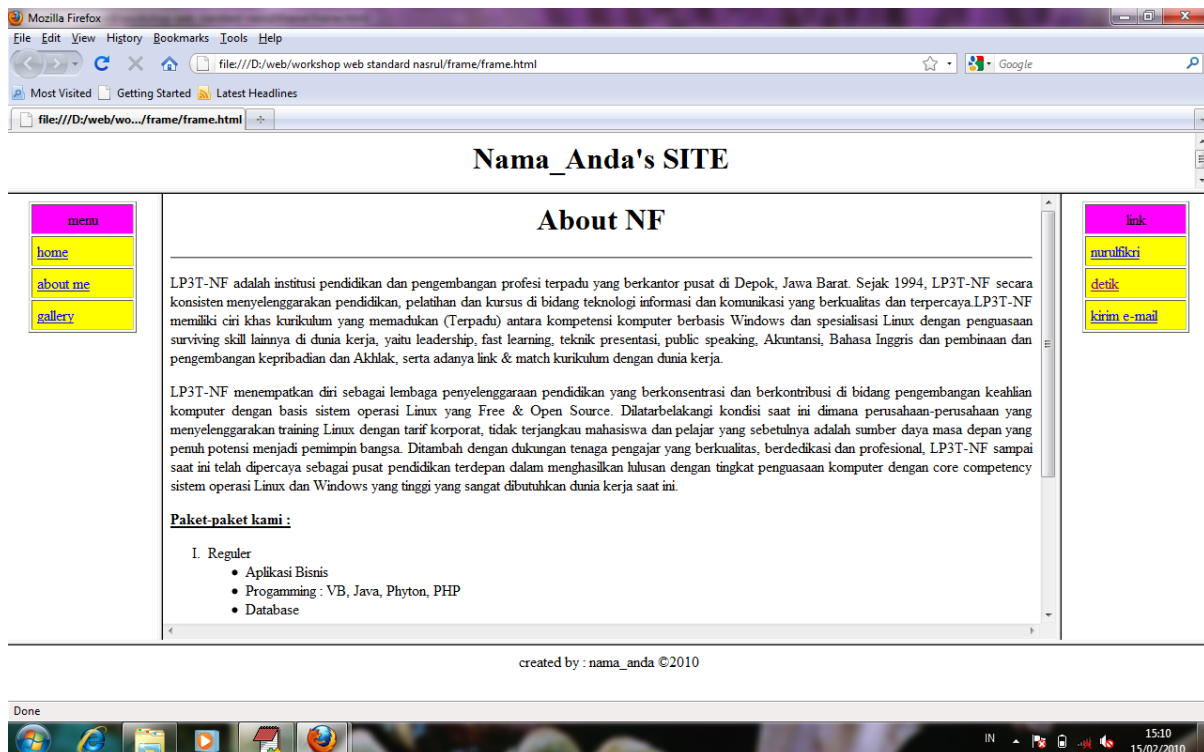 Mozilla Firefox
File Edit View History Bookmarks Tools Help
file:///D:/web/workshop web standard nasrul/frame/frame.html
Google
Most Visited Getting Started Latest Headlines
file:///D:/web/wo.../frame/frame.html
Nama_Anda's SITE
menu
home
about me
gallery
About NF
LP3T-NF adalah institusi pendidikan dan pengembangan profesi terpadu yang berkantor pusat di Depok, Jawa Barat. Sejak 1994, LP3T-NF secara
konsisten menyelenggarakan pendidikan, pelatihan dan kursus di bidang teknologi informasi dan komunikasi yang berkualitas dan terpercaya.LP3T-NF
memiliki ciri khas kurikulum yang memadukan (Terpadu) antara kompetensi komputer berbasis Windows dan spesialisasi Linux dengan penguasaan
surviving skill lainnya di dunia kerja, yaitu leadership, fast learning, teknik presentasi, public speaking, Akuntansi, Bahasa Inggris dan pembinaan dan
pengembangan kepribadian dan Akhlak, serta adanya link & match kurikulum dengan dunia kerja.
LP3T-NF menempatkan diri sebagai lembaga penyelenggaraan pendidikan yang berkonsentrasi dan berkontribusi di bidang pengembangan keahlian
komputer dengan basis sistem operasi Linux yang Free & Open Source. Dilatarbelakangi kondisi saat ini dimana perusahaan-perusahaan yang
menyelenggarakan training Linux dengan tarif korporat, tidak terjangkau mahasiswa dan pelajar yang sebetulnya adalah sumber daya masa depan yang
penuh potensi menjadi pemimpin bangsa. Ditambah dengan dukungan tenaga pengajar yang berkualitas, berdedikasi dan profesional, LP3T-NF sampai
saat ini telah dipercaya sebagai pusat pendidikan terdepan dalam menghasilkan lulusan dengan tingkat penguasaan komputer dengan core competency
sistem operasi Linux dan Windows yang tinggi yang sangat dibutuhkan dunia kerja saat ini.
Paket-paket kami :
I. Reguler
• Aplikasi Bisnis
• Progamming : VB, Java, Phyton, PHP
• Database
link
nurulfikri
detik
kirim e-mail
created by : nama_anda ©2010
Done
IN
15:10
15/02/2010